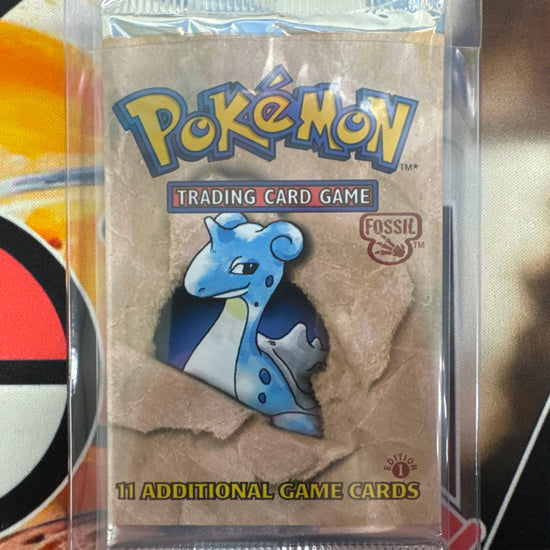 POKéMON
TM*
TRADING CARD GAME
FOSSIL
TM
EDITION
1
11 ADDITIONAL GAME CARDS